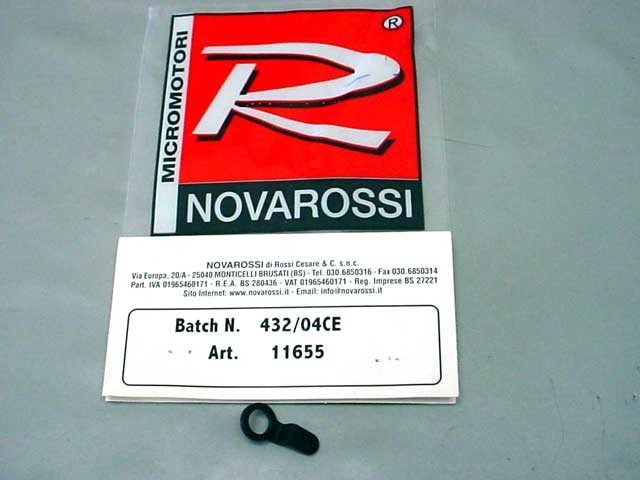 MICROMOTORI
R
®
NOVAROSSI
NOVAROSSI di Rossi Cesare & C. s.n.c.
Via Europa, 20/A - 25040 MONTICELLI BRUSATI (BS) - Tel. 030.6850316 - Fax 030.6850314
Part. IVA 01965460171 - R.E.A. BS 280436 - VAT 01965460171 - Reg. Imprese BS 27221
Sito Internet: www.novarossi.it - Email: info@novarossi.it
Batch N. 432/04CE
Art. 11655